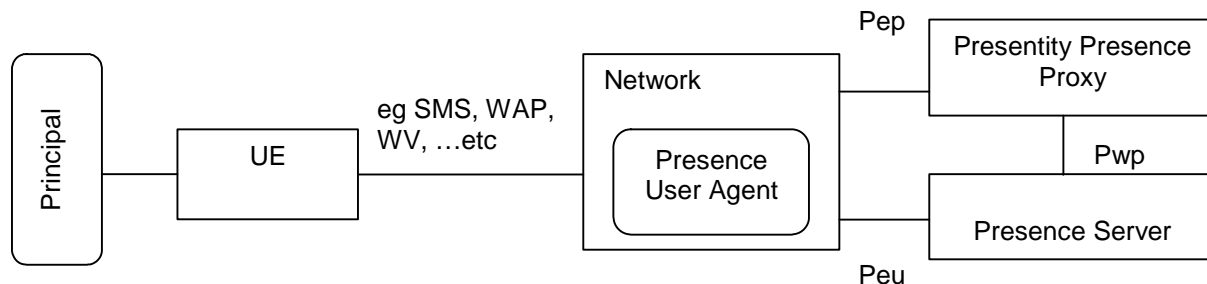 Principal
UE
eg SMS, WAP,
WV, …etc
Network
Presence
User Agent
Pep
Presentity Presence
Proxy
Pwp
Presence Server
Peu